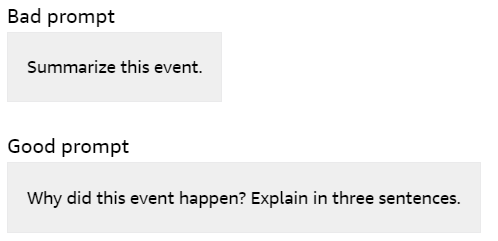 Bad prompt
Summarize this event.
Good prompt
Why did this event happen? Explain in three sentences.